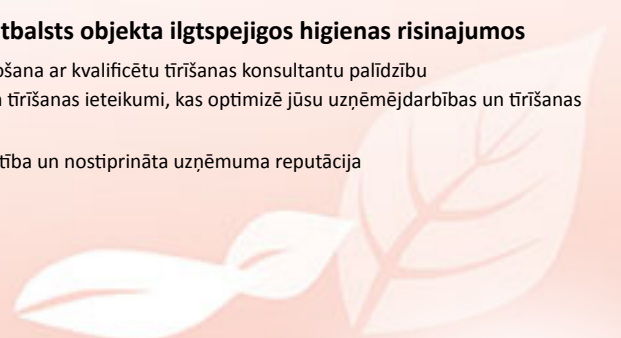 tbalsts objekta ilgtspejigos higienas risinajumos
ošana ar kvalificētu tīrīšanas konsultantu palīdzību
tīrīšanas ieteikumi, kas optimizē jūsu uzņēmējdarbības un tīrīšanas
tība un nostiprināta uzņēmuma reputācija